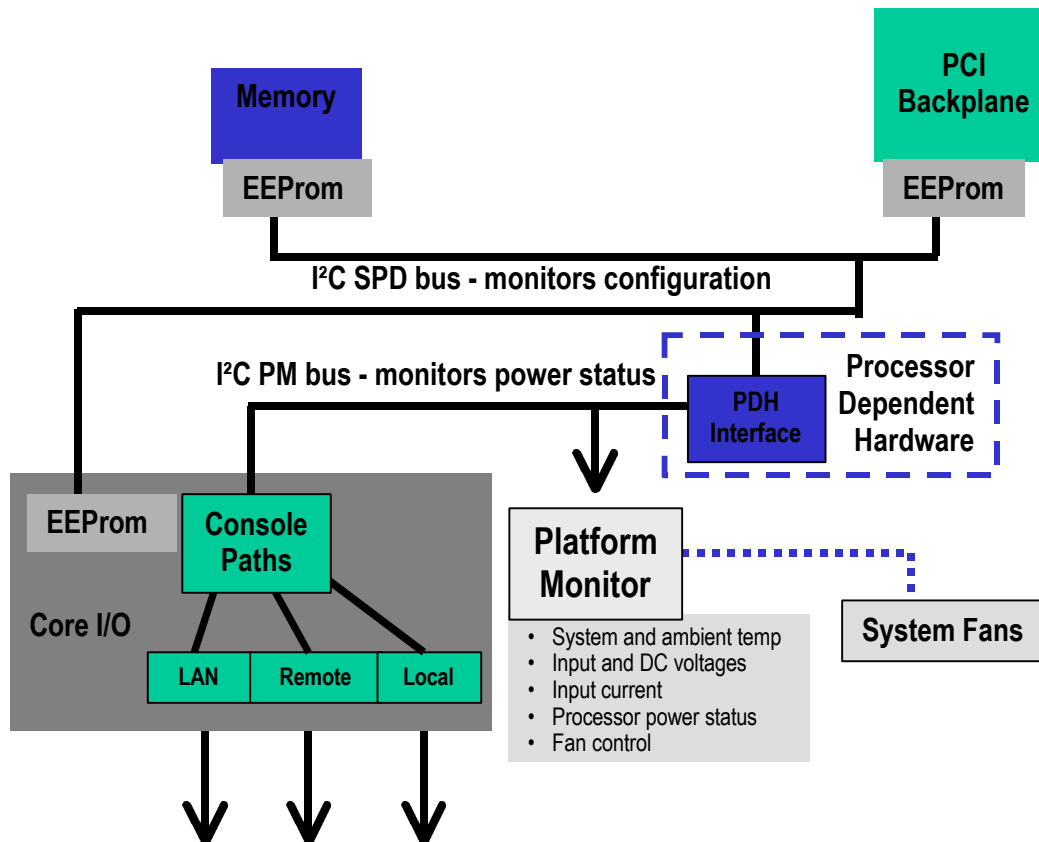 PCI
Backplane
Memory
EEProm
EEProm
I²C SPD bus - monitors configuration
I²C PM bus - monitors power status
Processor
Dependent
Hardware
PDH
Interface
EEProm
Console
Paths
Core I/O
LAN
Remote
Local
Platform
Monitor
• System and ambient temp
• Input and DC voltages
• Input current
• Processor power status
• Fan control
System Fans